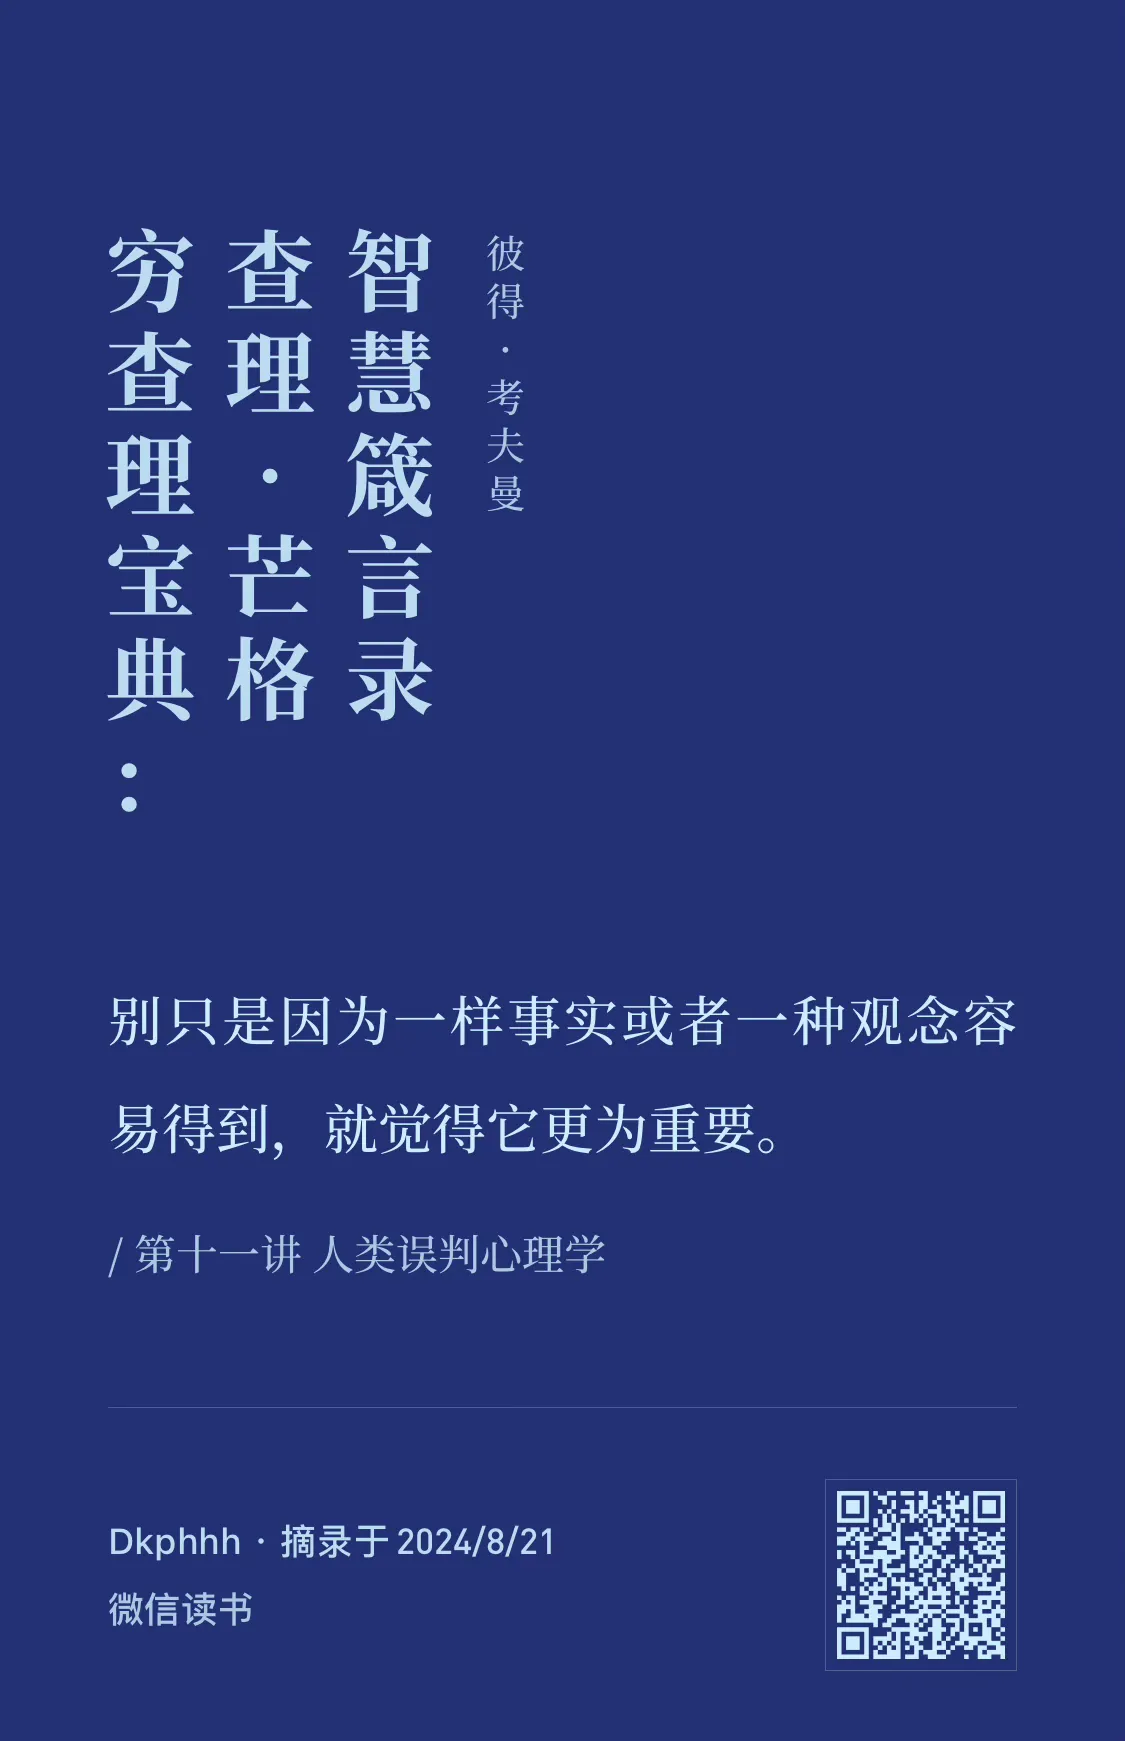 穷查理宝典：
查理·芒格
智慧箴言录
彼得·考夫曼
别只是因为一样事实或者一种观念容
易得到，就觉得它更为重要。
/ 第十一讲 人类误判心理学
Dkphhh · 摘录于 2024/8/21
微信读书